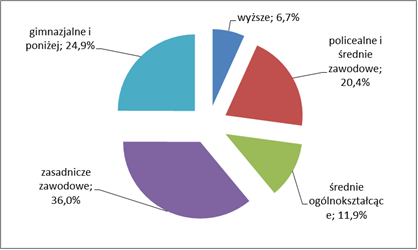 wyższe; 6,7%
policealne i
średnie
zawodowe;
20,4%
średnie
ogólnokształcąc
e; 11,9%
zasadnicze
zawodowe;
36,0%
gimnazjalne i
poniżej; 24,9%